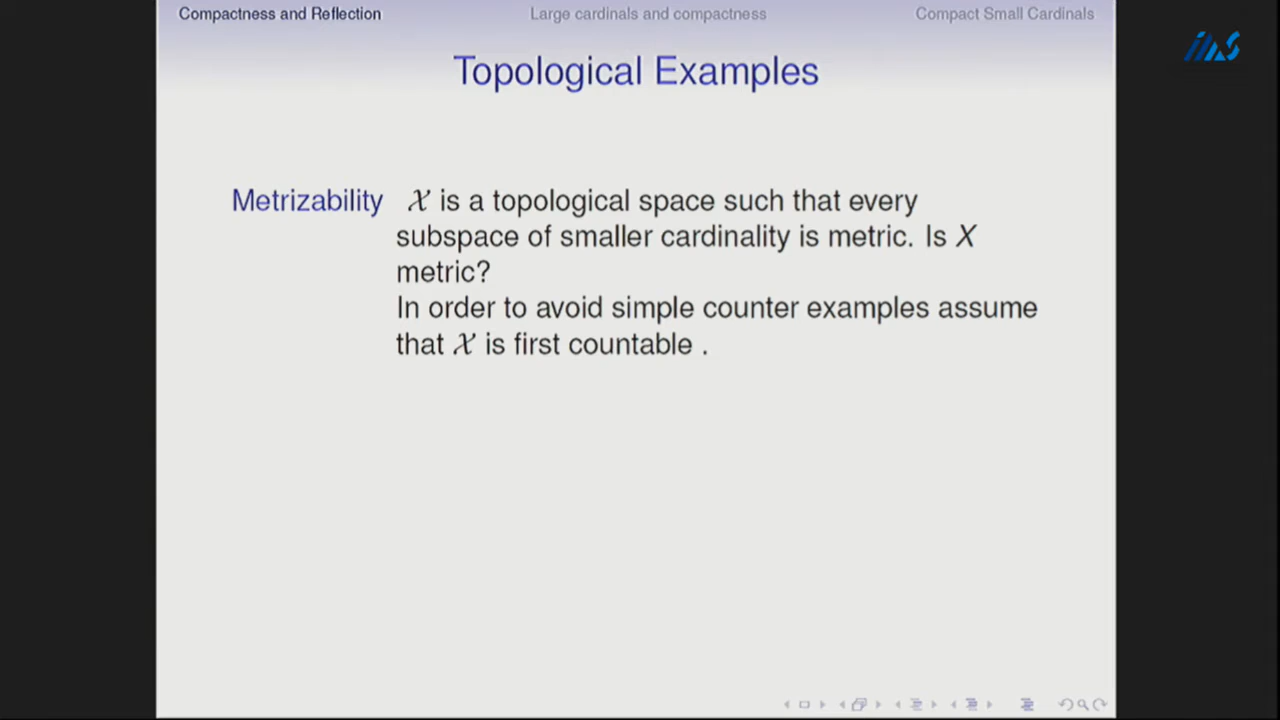 Compactness and Reflection Large cardinals and compactness Compact Small Cardinals
IIAS
Topological Examples
Metrizability 𝒳 is a topological space such that every
subspace of smaller cardinality is metric. Is X
metric?
In order to avoid simple counter examples assume
that 𝒳 is first countable .